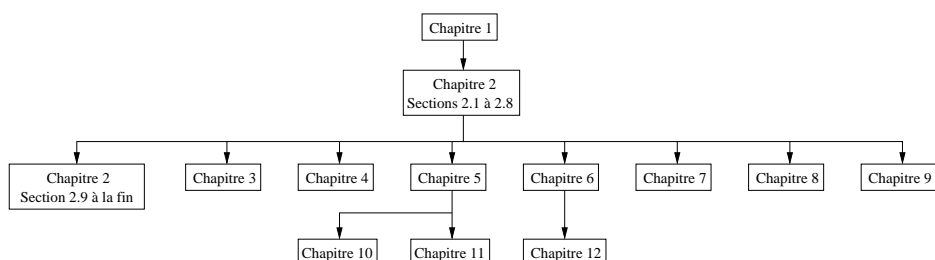 Chapitre 1
Chapitre 2
Sections 2.1 à 2.8
Chapitre 2
Section 2.9 à la fin
Chapitre 3
Chapitre 4
Chapitre 5
Chapitre 6
Chapitre 7
Chapitre 8
Chapitre 9
Chapitre 10
Chapitre 11
Chapitre 12